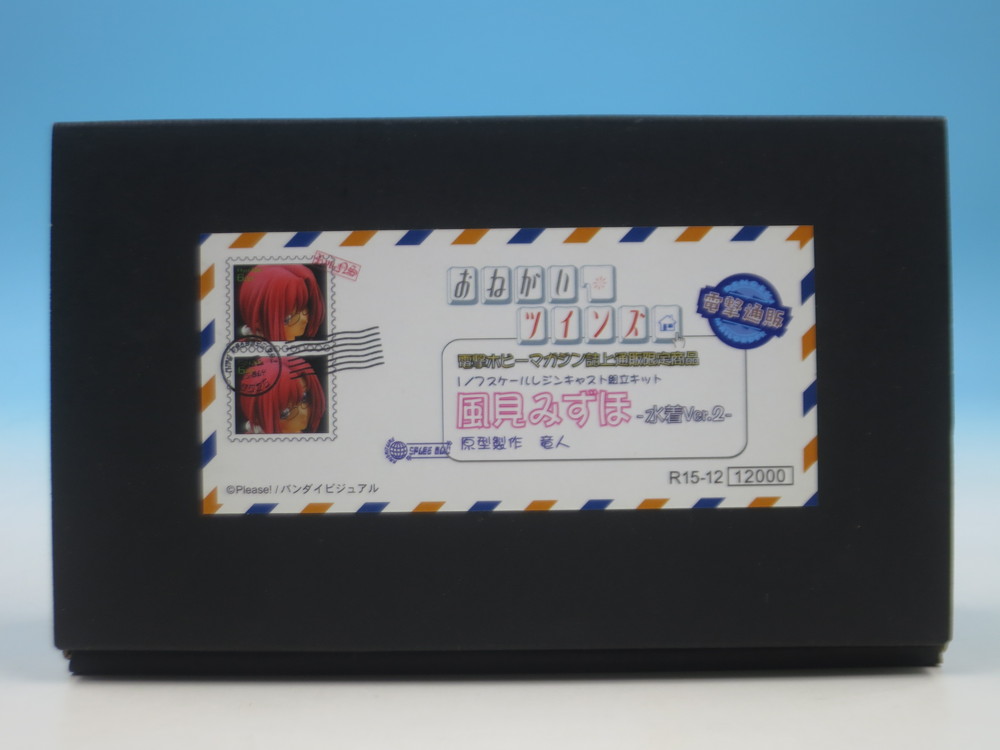 おねがい
ツインズ
電撃通販
電撃ホビーマガジン誌上通販限定商品
1/7スケールレジンキャスト組立キット
風見みずほ -水着Ver.2-
原型製作 竜人
R15-12 12000
©Please! / バンダイビジュアル